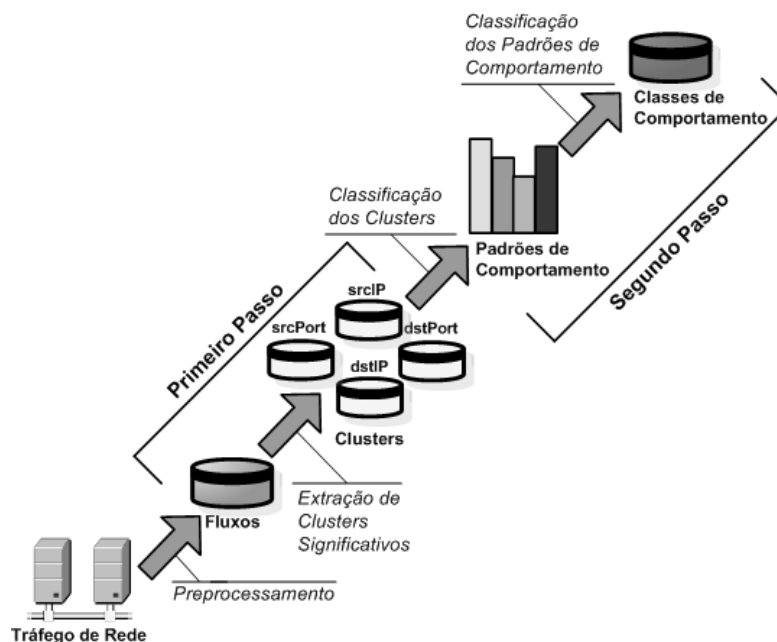 Classificação
dos Padrões de
Comportamento
Classes de
Comportamento
Classificação
dos Clusters
Padrões de
Comportamento
Segundo Passo
Primeiro Passo
srcIP
srcPort
dstPort
dstIP
Clusters
Extração de
Clusters
Significativos
Fluxos
Preprocessamento
Tráfego de Rede